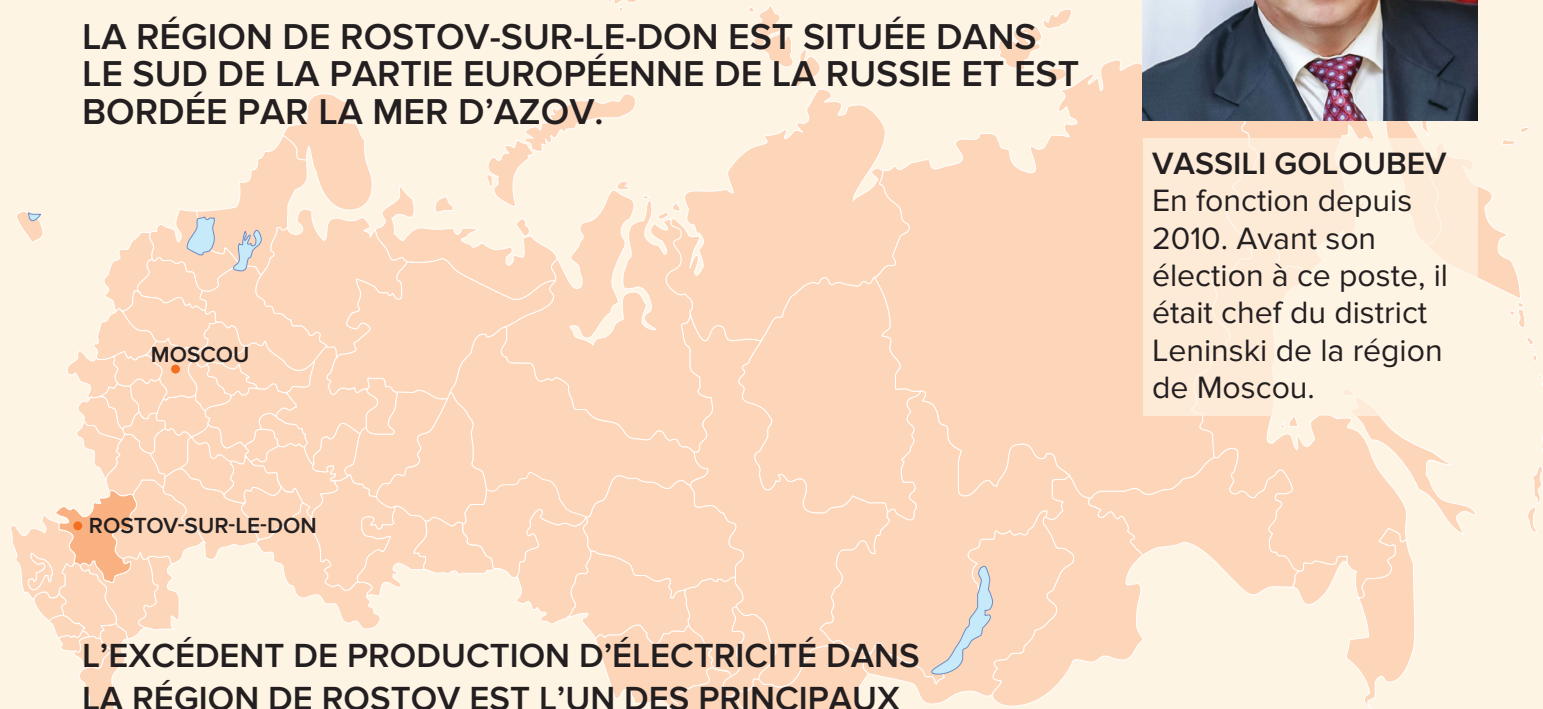 LA RÉGION DE ROSTOV-SUR-LE-DON EST SITUÉE DANS
LE SUD DE LA PARTIE EUROPÉENNE DE LA RUSSIE ET EST
BORDÉE PAR LA MER D’AZOV.
VASSILI GOLOUBEV
En fonction depuis
2010. Avant son
élection à ce poste, il
était chef du district
Leninski de la région
de Moscou.
MOSCOU
ROSTOV-SUR-LE-DON
L’EXCÉDENT DE PRODUCTION D’ÉLECTRICITÉ DANS
LA RÉGION DE ROSTOV EST L’UN DES PRINCIPAUX